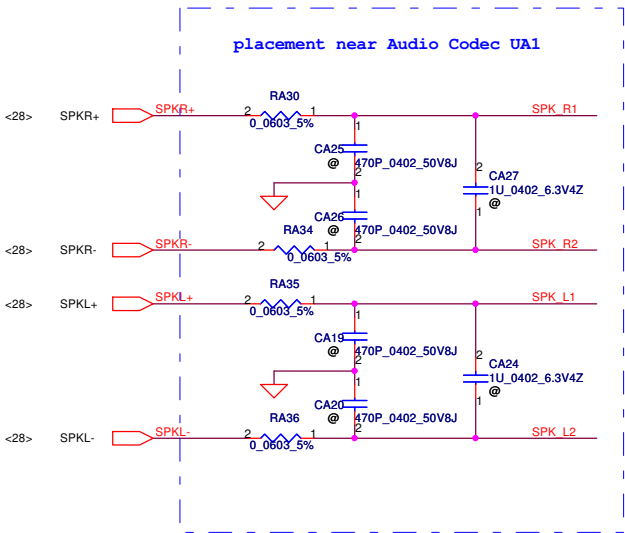 placement near Audio Codec UA1
RA30
<28> SPKR+ SPKR+ 2 1 SPK_R1
0_0603_5%
1
CA25
@ 470P_0402_50V8J
2
2
CA27
1U_0402_6.3V4Z
@
1
1
CA26
@ 470P_0402_50V8J
2
RA34
<28> SPKR- SPKR- 2 1 SPK_R2
0_0603_5%
RA35
<28> SPKL+ SPKL+ 2 1 SPK_L1
0_0603_5%
1
CA19
@ 470P_0402_50V8J
2
2
CA24
1U_0402_6.3V4Z
@
1
1
CA20
@ 470P_0402_50V8J
2
RA36
<28> SPKL- SPKL- 2 1 SPK_L2
0_0603_5%